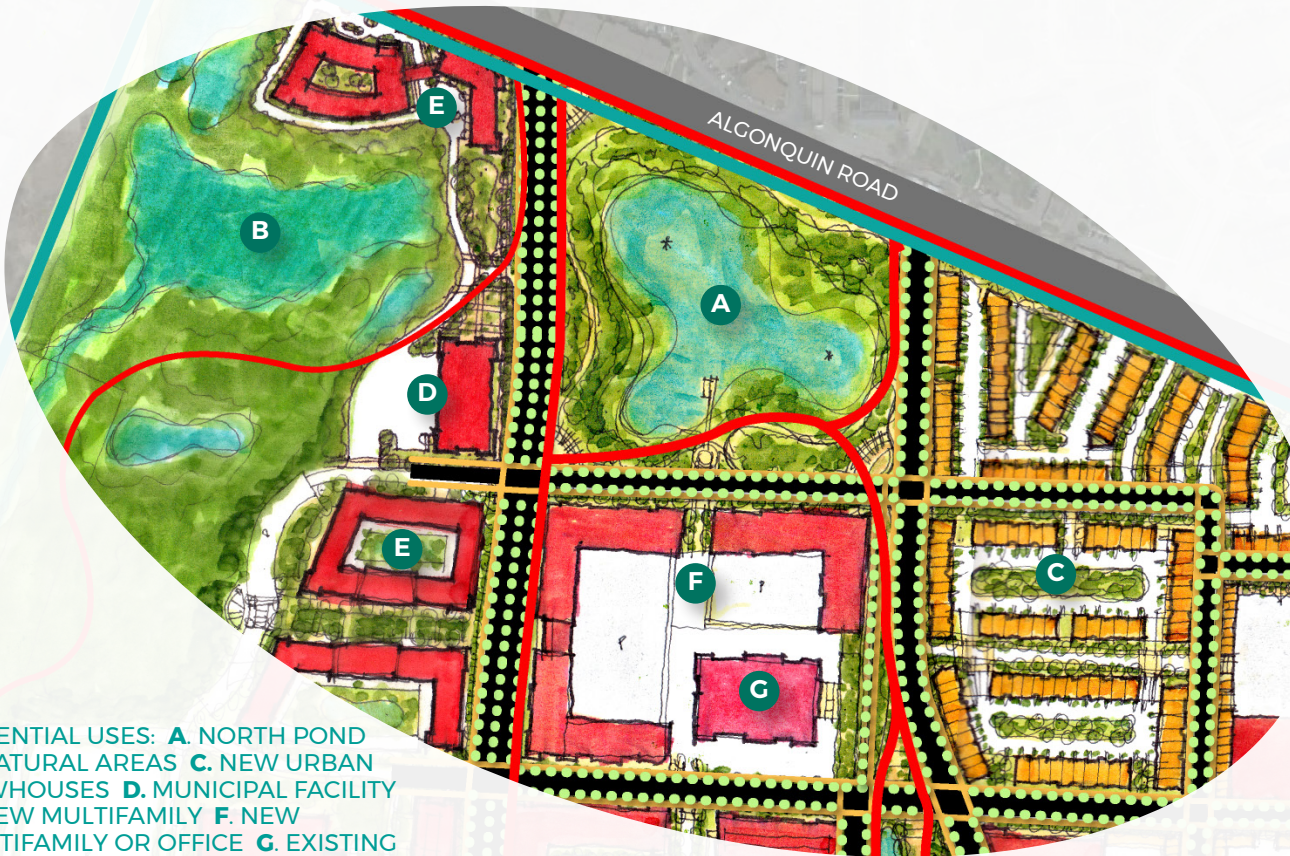 E
ALGONQUIN ROAD
B
A
D
E
F
C
G
ENTIAL USES: A. NORTH POND
ATURAL AREAS C. NEW URBAN
WHOUSES D. MUNICIPAL FACILITY
EW MULTIFAMILY F. NEW
TIFAMILY OR OFFICE G. EXISTING